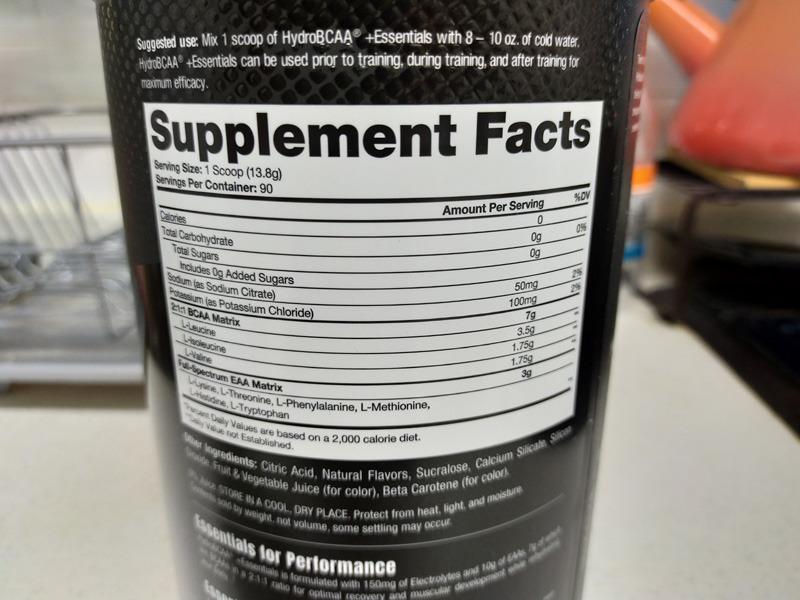 Suggested use: Mix 1 scoop of HydroBCAA® +Essentials with 8 – 10 oz. of cold water.
HydroBCAA® +Essentials can be used prior to training, during training, and after training for
maximum efficacy.
Supplement Facts
Serving Size: 1 Scoop (13.8g)
Servings Per Container: 90
Amount Per Serving %DV
Calories 0
Total Carbohydrate 0g 0%
Total Sugars 0g
Includes 0g Added Sugars
Sodium (as Sodium Citrate) 50mg 2%
Potassium (as Potassium Chloride) 100mg 2%
2:1:1 BCAA Matrix 7g **
L-Leucine 3.5g **
L-Isoleucine 1.75g **
L-Valine 1.75g **
Full-Spectrum EAA Matrix 3g **
L-Lysine, L-Threonine, L-Phenylalanine, L-Methionine,
L-Histidine, L-Tryptophan
*Percent Daily Values are based on a 2,000 calorie diet.
**Daily Value not Established.
Other Ingredients: Citric Acid, Natural Flavors, Sucralose, Calcium Silicate, Silicon
Dioxide, Fruit & Vegetable Juice (for color), Beta Carotene (for color).
STORE IN A COOL, DRY PLACE. Protect from heat, light, and moisture.
Contents sold by weight, not volume, some settling may occur.
Essentials for Performance
+Essentials is formulated with 150mg of Electrolytes and 10g of EAAs, 7g of which
are BCAAs in a 2:1:1 ratio for optimal recovery and muscular development while